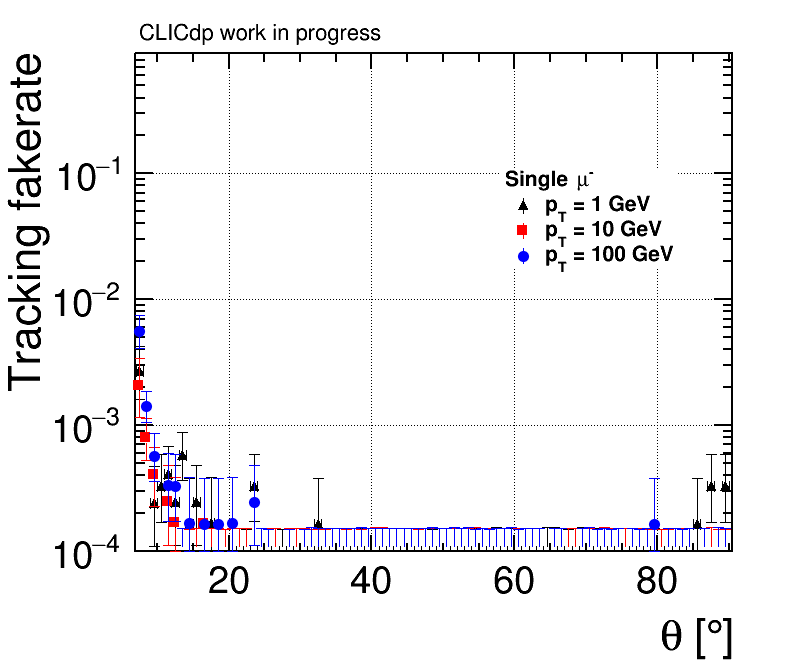 CLICdp work in progress
Tracking fakerate
10⁻¹
10⁻²
10⁻³
10⁻⁴
Single μ⁻
p_T = 1 GeV
p_T = 10 GeV
p_T = 100 GeV
20 40 60 80
θ [°]